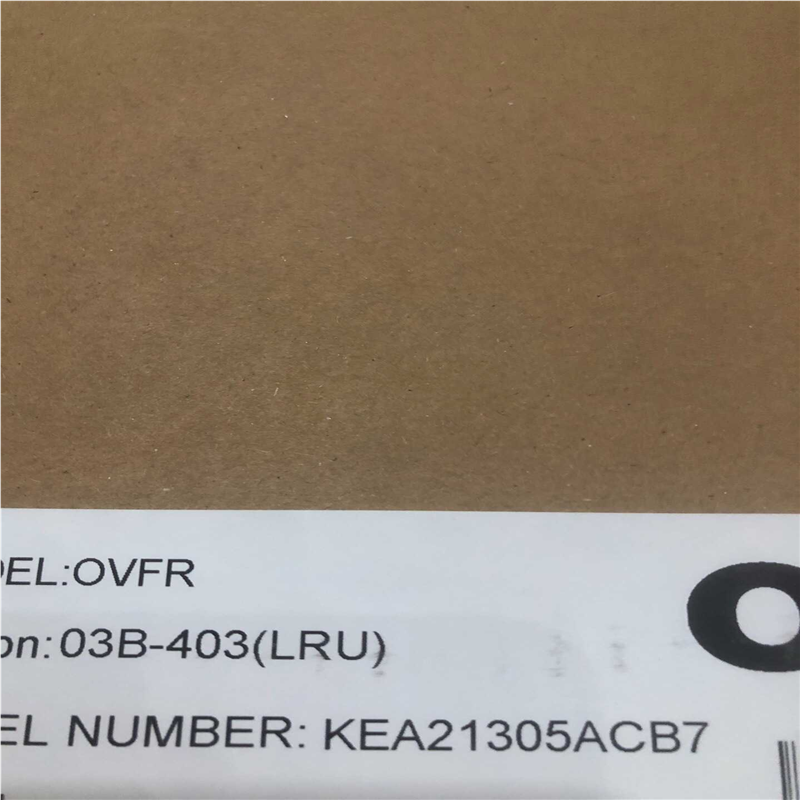 DEL:OVFR
on: 03B-403(LRU)
EL NUMBER: KEA21305ACB7
O